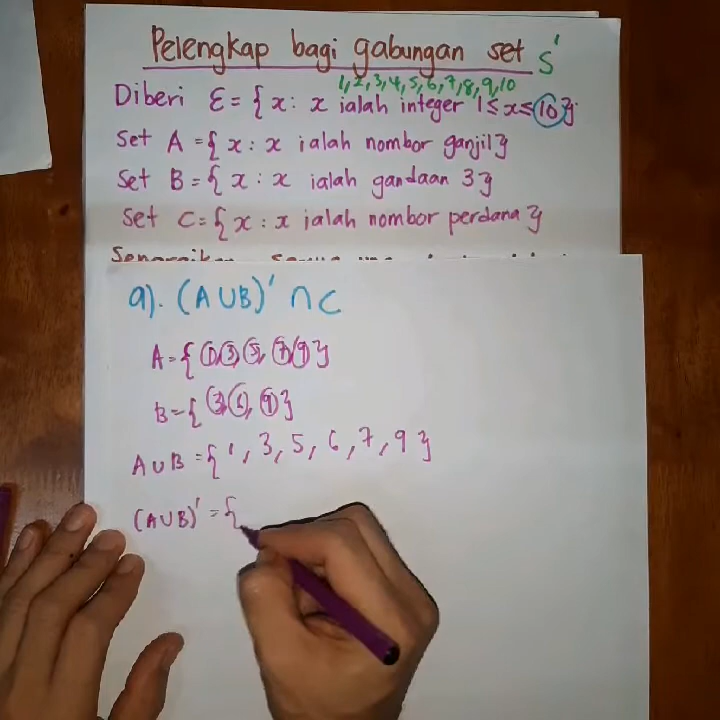 Pelengkap bagi gabungan set S'
1, 2, 3, 4, 5, 6, 7, 8, 9, 10
Diberi ℰ = { x : x ialah integer 1 ≤ x ≤ 10 }
Set A = { x : x ialah nombor ganjil }
Set B = { x : x ialah gandaan 3 }
Set C = { x : x ialah nombor perdana }
a). (A ∪ B)' ∩ C
A = { 1, 3, 5, 7, 9 }
B = { 3, 6, 9 }
A ∪ B = { 1, 3, 5, 6, 7, 9 }
(A ∪ B)' = {